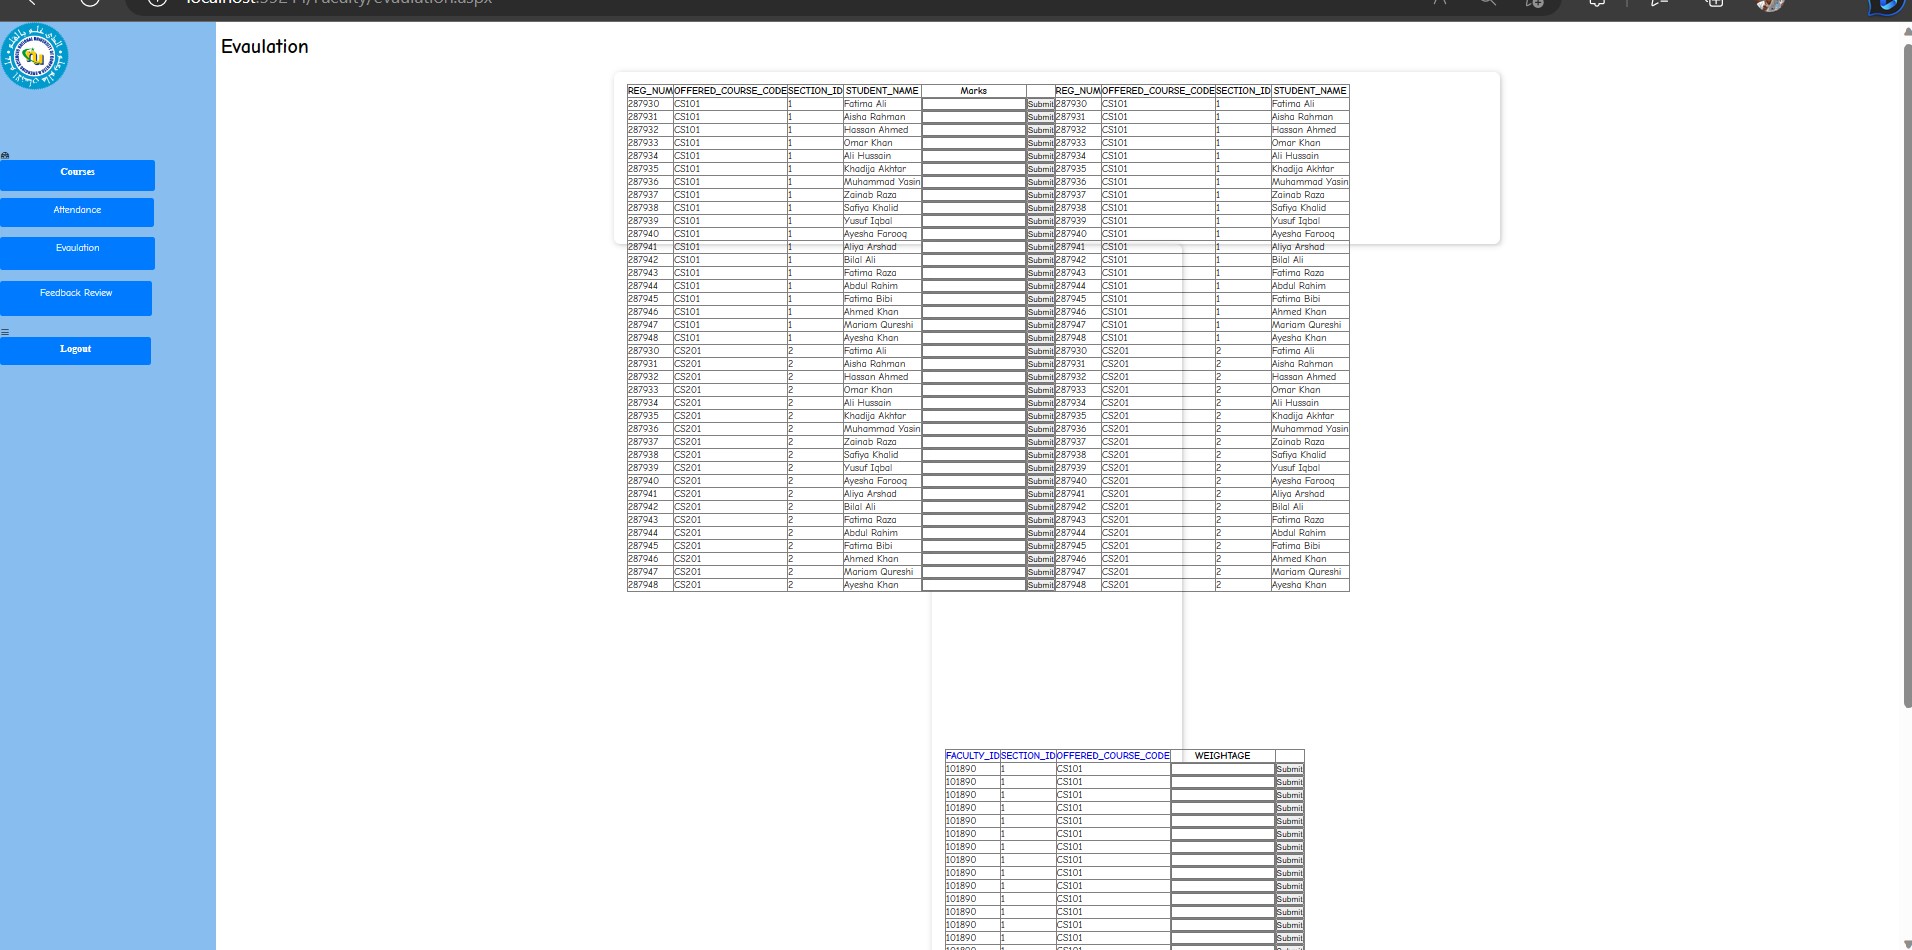 Evaulation
Courses
Attendance
Evaulation
Feedback Review
Logout
REG_NUM OFFERED_COURSE_CODE SECTION_ID STUDENT_NAME Marks REG_NUM OFFERED_COURSE_CODE SECTION_ID STUDENT_NAME
287930 CS101 1 Fatima Ali Submit 287930 CS101 1 Fatima Ali
287931 CS101 1 Aisha Rahman Submit 287931 CS101 1 Aisha Rahman
287932 CS101 1 Hassan Ahmed Submit 287932 CS101 1 Hassan Ahmed
287933 CS101 1 Omar Khan Submit 287933 CS101 1 Omar Khan
287934 CS101 1 Ali Hussain Submit 287934 CS101 1 Ali Hussain
287935 CS101 1 Khadija Akhtar Submit 287935 CS101 1 Khadija Akhtar
287936 CS101 1 Muhammad Yasin Submit 287936 CS101 1 Muhammad Yasin
287937 CS101 1 Zainab Raza Submit 287937 CS101 1 Zainab Raza
287938 CS101 1 Safiya Khalid Submit 287938 CS101 1 Safiya Khalid
287939 CS101 1 Yusuf Iqbal Submit 287939 CS101 1 Yusuf Iqbal
287940 CS101 1 Ayesha Farooq Submit 287940 CS101 1 Ayesha Farooq
287941 CS101 1 Aliya Arshad Submit 287941 CS101 1 Aliya Arshad
287942 CS101 1 Bilal Ali Submit 287942 CS101 1 Bilal Ali
287943 CS101 1 Fatima Raza Submit 287943 CS101 1 Fatima Raza
287944 CS101 1 Abdul Rahim Submit 287944 CS101 1 Abdul Rahim
287945 CS101 1 Fatima Bibi Submit 287945 CS101 1 Fatima Bibi
287946 CS101 1 Ahmed Khan Submit 287946 CS101 1 Ahmed Khan
287947 CS101 1 Mariam Qureshi Submit 287947 CS101 1 Mariam Qureshi
287948 CS101 1 Ayesha Khan Submit 287948 CS101 1 Ayesha Khan
287930 CS201 2 Fatima Ali Submit 287930 CS201 2 Fatima Ali
287931 CS201 2 Aisha Rahman Submit 287931 CS201 2 Aisha Rahman
287932 CS201 2 Hassan Ahmed Submit 287932 CS201 2 Hassan Ahmed
287933 CS201 2 Omar Khan Submit 287933 CS201 2 Omar Khan
287934 CS201 2 Ali Hussain Submit 287934 CS201 2 Ali Hussain
287935 CS201 2 Khadija Akhtar Submit 287935 CS201 2 Khadija Akhtar
287936 CS201 2 Muhammad Yasin Submit 287936 CS201 2 Muhammad Yasin
287937 CS201 2 Zainab Raza Submit 287937 CS201 2 Zainab Raza
287938 CS201 2 Safiya Khalid Submit 287938 CS201 2 Safiya Khalid
287939 CS201 2 Yusuf Iqbal Submit 287939 CS201 2 Yusuf Iqbal
287940 CS201 2 Ayesha Farooq Submit 287940 CS201 2 Ayesha Farooq
287941 CS201 2 Aliya Arshad Submit 287941 CS201 2 Aliya Arshad
287942 CS201 2 Bilal Ali Submit 287942 CS201 2 Bilal Ali
287943 CS201 2 Fatima Raza Submit 287943 CS201 2 Fatima Raza
287944 CS201 2 Abdul Rahim Submit 287944 CS201 2 Abdul Rahim
287945 CS201 2 Fatima Bibi Submit 287945 CS201 2 Fatima Bibi
287946 CS201 2 Ahmed Khan Submit 287946 CS201 2 Ahmed Khan
287947 CS201 2 Mariam Qureshi Submit 287947 CS201 2 Mariam Qureshi
287948 CS201 2 Ayesha Khan Submit 287948 CS201 2 Ayesha Khan
FACULTY_ID SECTION_ID OFFERED_COURSE_CODE WEIGHTAGE
101890 1 CS101 Submit
101890 1 CS101 Submit
101890 1 CS101 Submit
101890 1 CS101 Submit
101890 1 CS101 Submit
101890 1 CS101 Submit
101890 1 CS101 Submit
101890 1 CS101 Submit
101890 1 CS101 Submit
101890 1 CS101 Submit
101890 1 CS101 Submit
101890 1 CS101 Submit
101890 1 CS101 Submit
101890 1 CS101 Submit